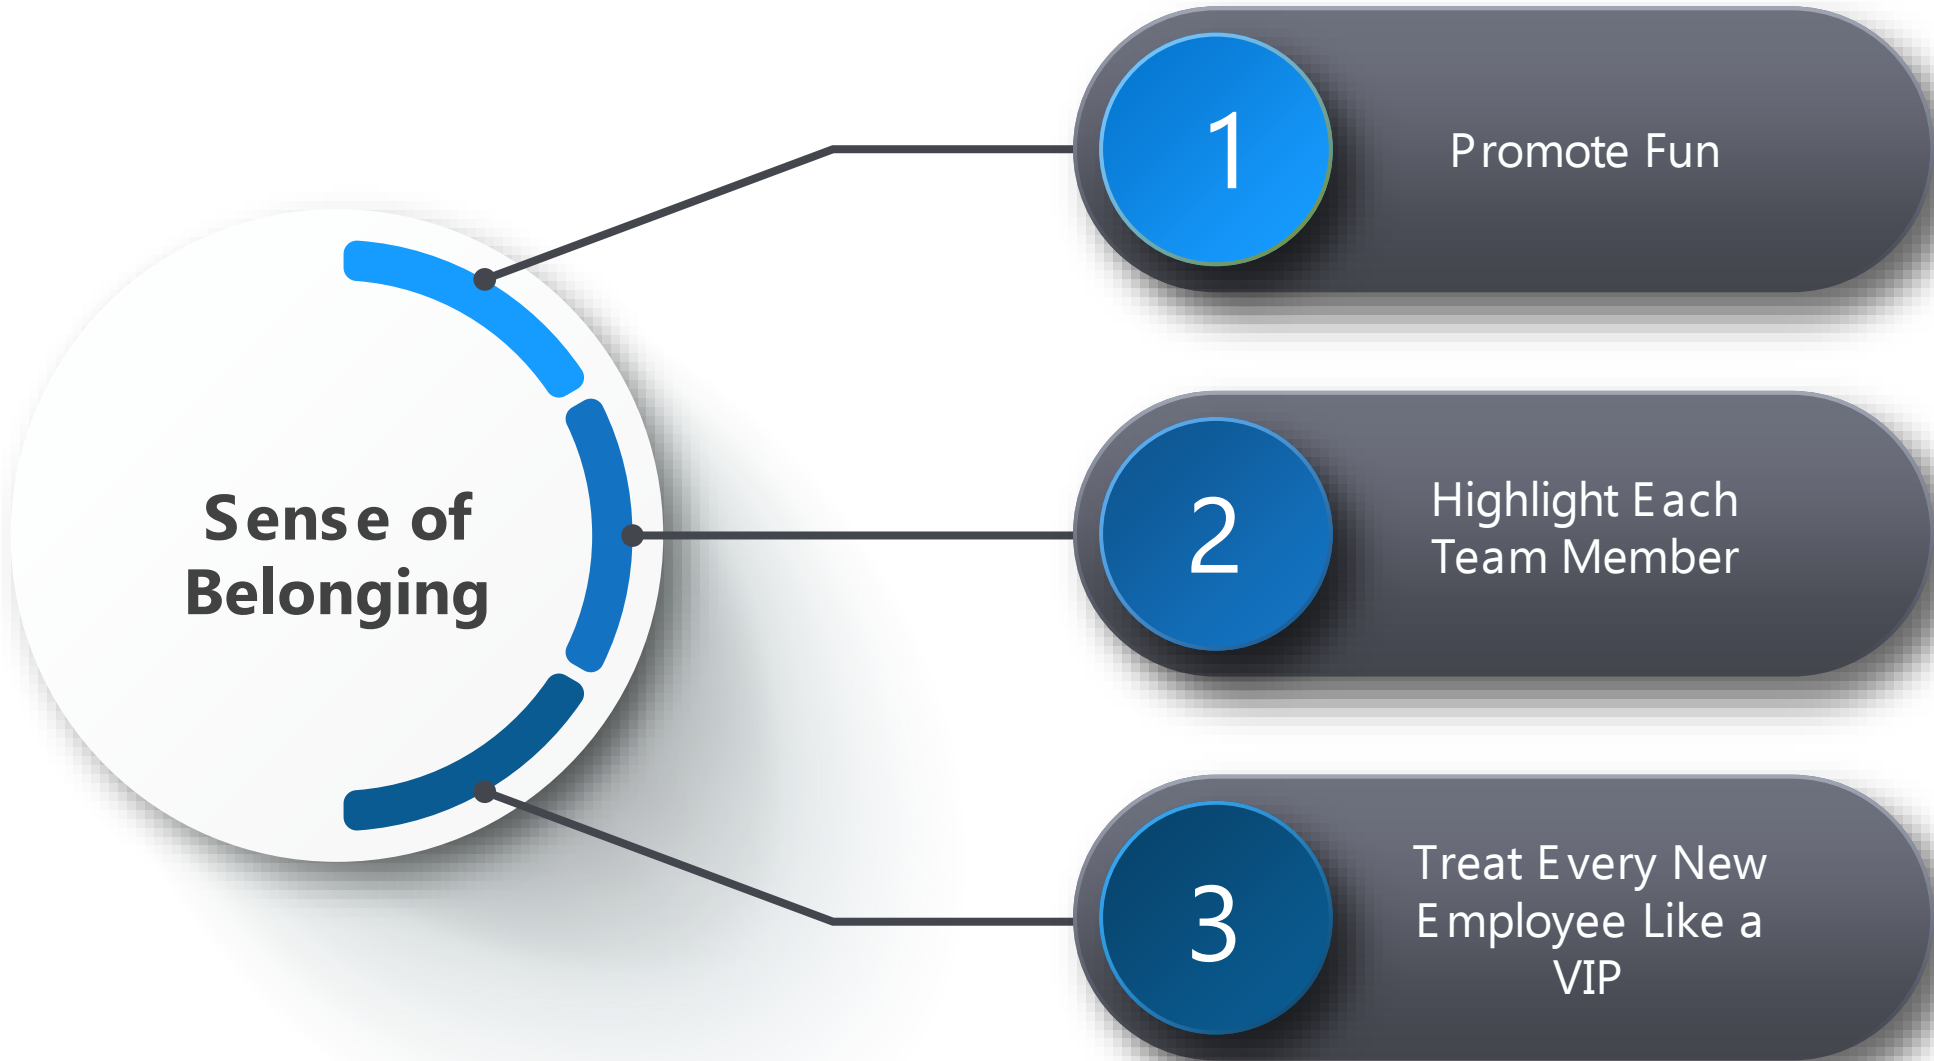 Sense of
Belonging
1
Promote Fun
2
Highlight Each
Team Member
3
Treat Every New
Employee Like a
VIP